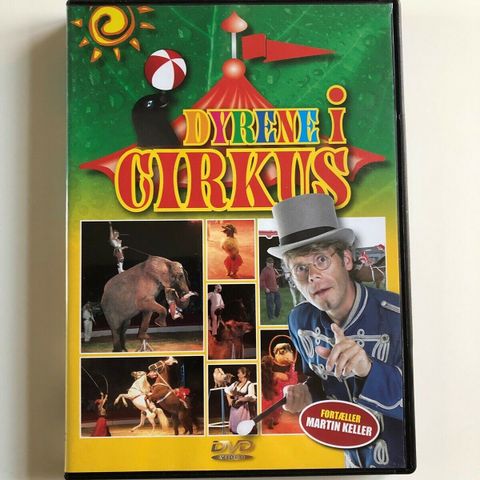 DYRENE i
CIRKUS
FORTÆLLER
MARTIN KELLER
DVD
VIDEO